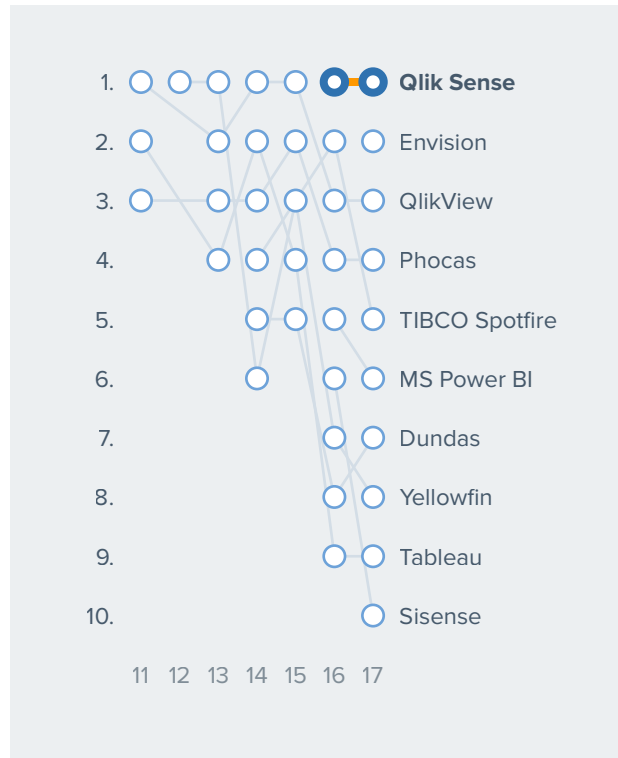 1. Qlik Sense
2. Envision
3. QlikView
4. Phocas
5. TIBCO Spotfire
6. MS Power BI
7. Dundas
8. Yellowfin
9. Tableau
10. Sisense
11 12 13 14 15 16 17